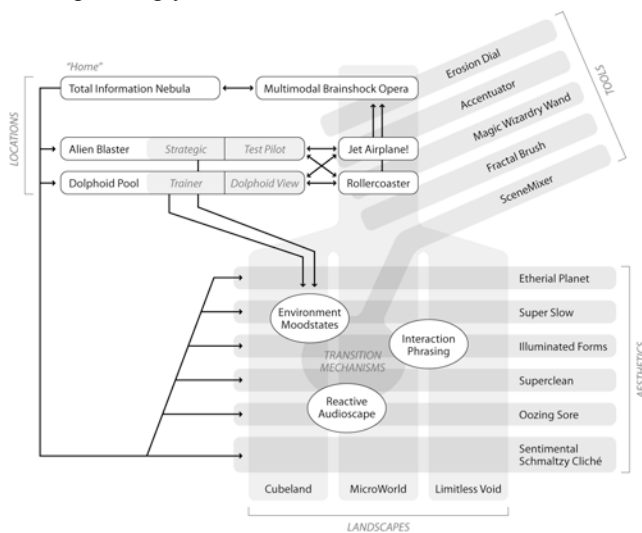 "Home"
Total Information Nebula
Multimodal Brainshock Opera
Erosion Dial
Accentuator
Magic Wizardry Wand
Fractal Brush
SceneMixer
TOOLS
LOCATIONS
Alien Blaster Strategic Test Pilot
Jet Airplane!
Dolphoid Pool Trainer Dolphoid View
Rollercoaster
Etherial Planet
Environment
Moodstates
Super Slow
Interaction
Phrasing
Illuminated Forms
TRANSITION
MECHANISMS
Superclean
Reactive
Audioscape
Oozing Sore
Sentimental
Schmaltzy Cliché
AESTHETICS
Cubeland MicroWorld Limitless Void
LANDSCAPES